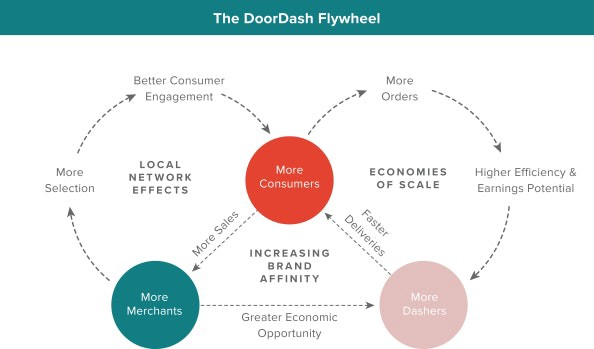 The DoorDash Flywheel
Better Consumer
Engagement
More
Orders
More
Selection
LOCAL
NETWORK
EFFECTS
More
Consumers
ECONOMIES
OF SCALE
Higher Efficiency &
Earnings Potential
More Sales
Faster
Deliveries
INCREASING
BRAND
AFFINITY
More
Merchants
Greater Economic
Opportunity
More
Dashers